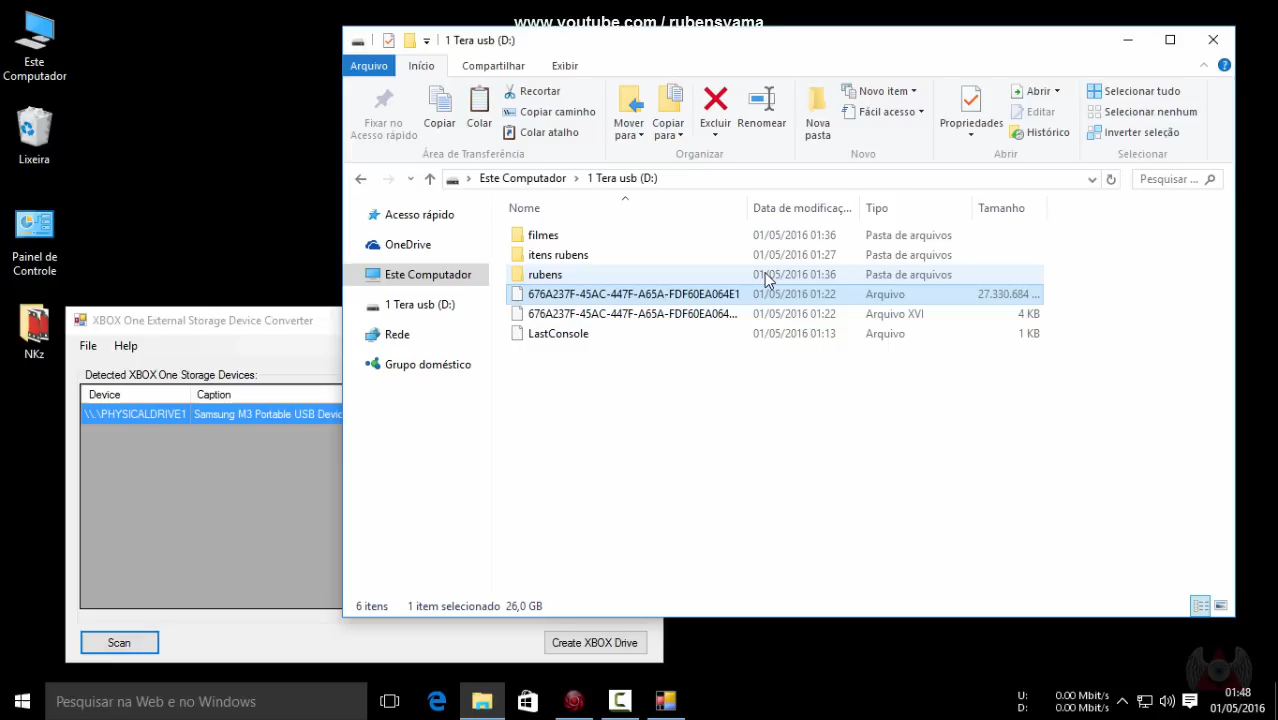 www.youtube.com / rubensyama
Este Computador
Lixeira
Painel de Controle
NKz
1 Tera usb (D:)
Arquivo Início Compartilhar Exibir
Fixar no Acesso rápido
Copiar
Colar
Recortar
Copiar caminho
Colar atalho
Área de Transferência
Mover para
Copiar para
Excluir
Renomear
Organizar
Nova pasta
Novo item
Fácil acesso
Novo
Propriedades
Abrir
Editar
Histórico
Abrir
Selecionar tudo
Selecionar nenhum
Inverter seleção
Selecionar
Este Computador > 1 Tera usb (D:)
Pesquisar ...
Acesso rápido
OneDrive
Este Computador
1 Tera usb (D:)
Rede
Grupo doméstico
Nome Data de modificaç... Tipo Tamanho
filmes 01/05/2016 01:36 Pasta de arquivos
itens rubens 01/05/2016 01:27 Pasta de arquivos
rubens 01/05/2016 01:36 Pasta de arquivos
676A237F-45AC-447F-A65A-FDF60EA064E1 01/05/2016 01:22 Arquivo 27.330.684 ...
676A237F-45AC-447F-A65A-FDF60EA064... 01/05/2016 01:22 Arquivo XVI 4 KB
LastConsole 01/05/2016 01:13 Arquivo 1 KB
6 itens 1 item selecionado 26,0 GB
XBOX One External Storage Device Converter
File Help
Detected XBOX One Storage Devices:
Device Caption
\\.\PHYSICALDRIVE1 Samsung M3 Portable USB Devic
Scan
Create XBOX Drive
Pesquisar na Web e no Windows
U: 0.00 Mbit/s
D: 0.00 Mbit/s
01:48
01/05/2016